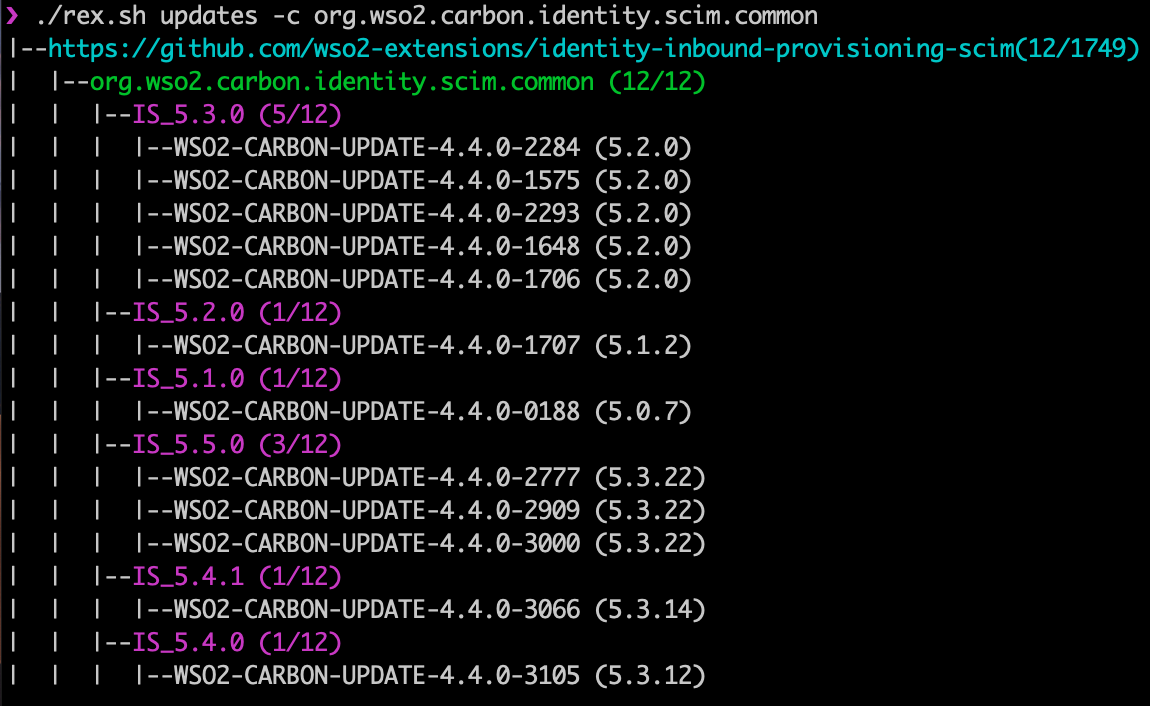 ❯ ./rex.sh updates -c org.wso2.carbon.identity.scim.common
|--https://github.com/wso2-extensions/identity-inbound-provisioning-scim(12/1749)
|  |--org.wso2.carbon.identity.scim.common (12/12)
|  |  |--IS_5.3.0 (5/12)
|  |  |  |--WSO2-CARBON-UPDATE-4.4.0-2284 (5.2.0)
|  |  |  |--WSO2-CARBON-UPDATE-4.4.0-1575 (5.2.0)
|  |  |  |--WSO2-CARBON-UPDATE-4.4.0-2293 (5.2.0)
|  |  |  |--WSO2-CARBON-UPDATE-4.4.0-1648 (5.2.0)
|  |  |  |--WSO2-CARBON-UPDATE-4.4.0-1706 (5.2.0)
|  |  |--IS_5.2.0 (1/12)
|  |  |  |--WSO2-CARBON-UPDATE-4.4.0-1707 (5.1.2)
|  |  |--IS_5.1.0 (1/12)
|  |  |  |--WSO2-CARBON-UPDATE-4.4.0-0188 (5.0.7)
|  |  |--IS_5.5.0 (3/12)
|  |  |  |--WSO2-CARBON-UPDATE-4.4.0-2777 (5.3.22)
|  |  |  |--WSO2-CARBON-UPDATE-4.4.0-2909 (5.3.22)
|  |  |  |--WSO2-CARBON-UPDATE-4.4.0-3000 (5.3.22)
|  |  |--IS_5.4.1 (1/12)
|  |  |  |--WSO2-CARBON-UPDATE-4.4.0-3066 (5.3.14)
|  |  |--IS_5.4.0 (1/12)
|  |  |  |--WSO2-CARBON-UPDATE-4.4.0-3105 (5.3.12)